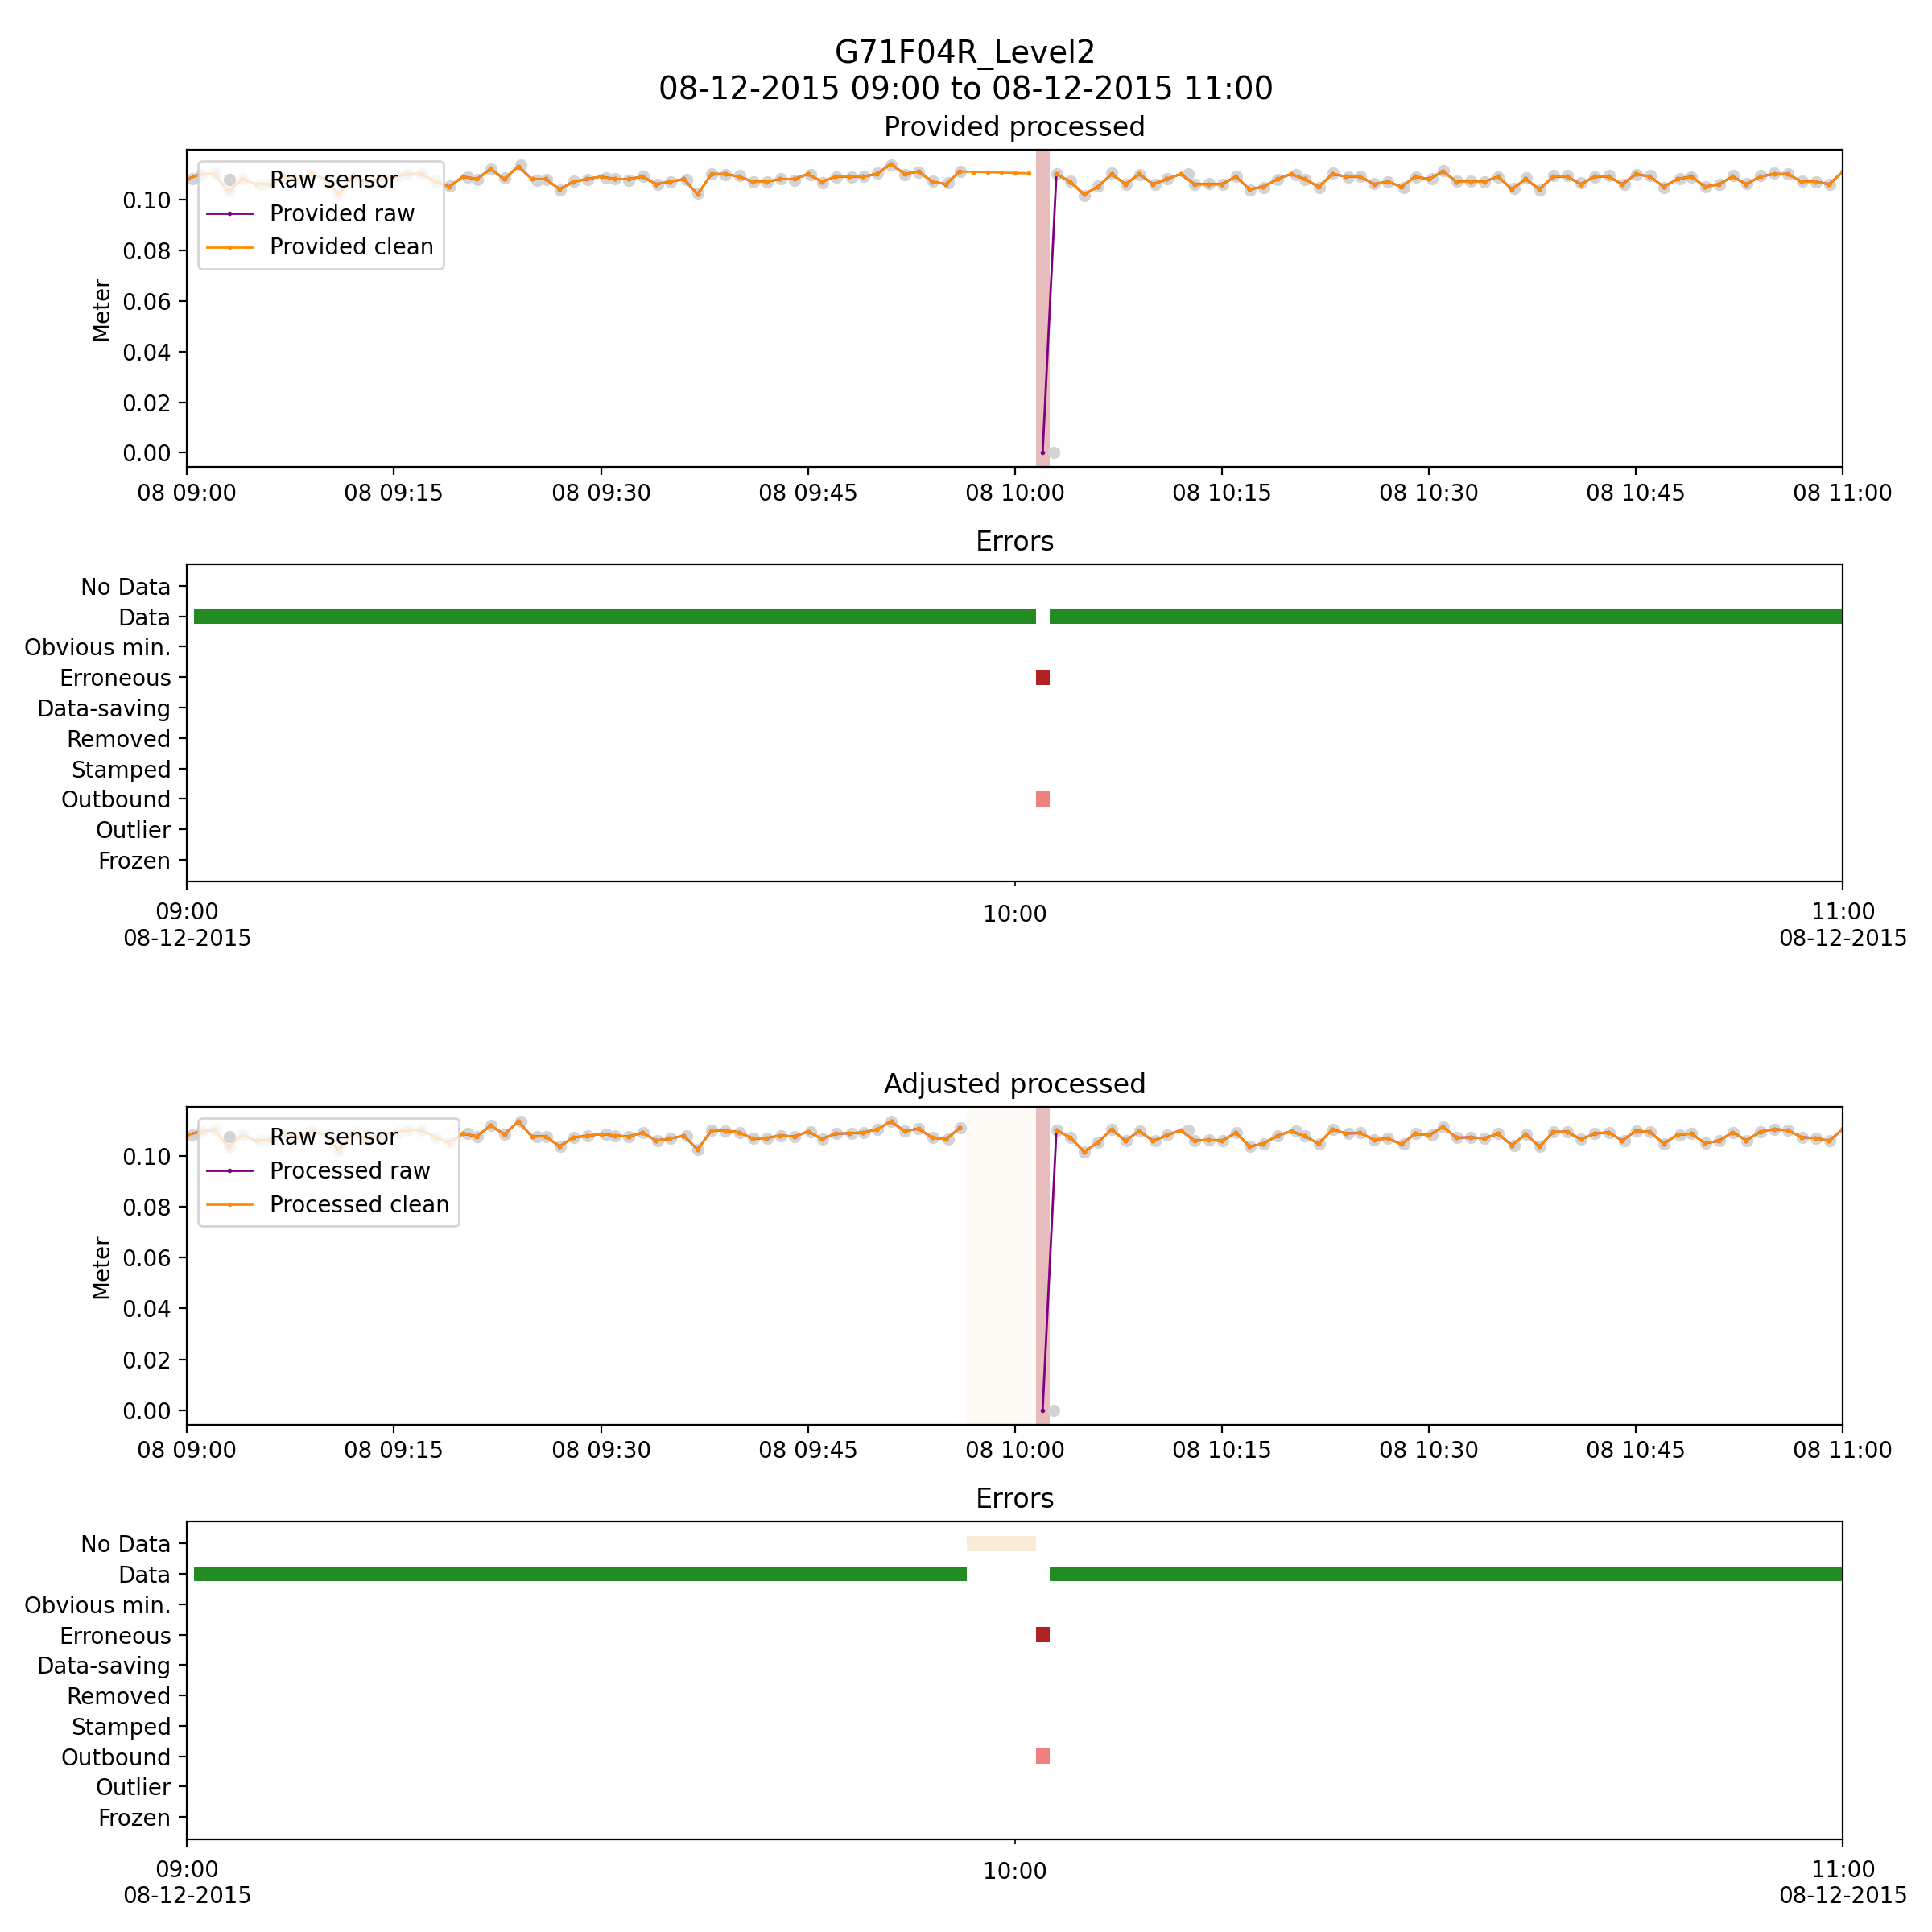 G71F04R_Level2
08-12-2015 09:00 to 08-12-2015 11:00
Provided processed
Raw sensor
Provided raw
Provided clean
Meter
0.10
0.08
0.06
0.04
0.02
0.00
08 09:00 08 09:15 08 09:30 08 09:45 08 10:00 08 10:15 08 10:30 08 10:45 08 11:00
Errors
No Data
Data
Obvious min.
Erroneous
Data-saving
Removed
Stamped
Outbound
Outlier
Frozen
09:00 10:00 11:00
08-12-2015 08-12-2015
Adjusted processed
Raw sensor
Processed raw
Processed clean
Meter
0.10
0.08
0.06
0.04
0.02
0.00
08 09:00 08 09:15 08 09:30 08 09:45 08 10:00 08 10:15 08 10:30 08 10:45 08 11:00
Errors
No Data
Data
Obvious min.
Erroneous
Data-saving
Removed
Stamped
Outbound
Outlier
Frozen
09:00 10:00 11:00
08-12-2015 08-12-2015